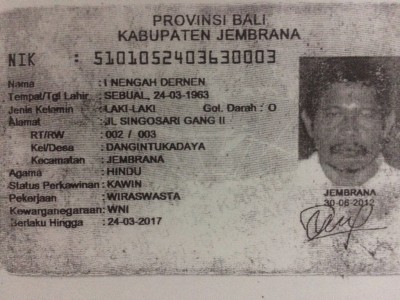 PROVINSI BALI
KABUPATEN JEMBRANA
NIK : 5101052403630003
Nama : I NENGAH DERNEN
Tempat/Tgl Lahir : SEBUAL, 24-03-1963
Jenis Kelamin : LAKI-LAKI Gol. Darah : O
Alamat : JL SINGOSARI GANG II
RT/RW : 002 / 003
Kel/Desa : DANGINTUKADAYA
Kecamatan : JEMBRANA
Agama : HINDU
Status Perkawinan : KAWIN
Pekerjaan : WIRASWASTA
Kewarganegaraan : WNI
Berlaku Hingga : 24-03-2017
JEMBRANA
30-06-2012